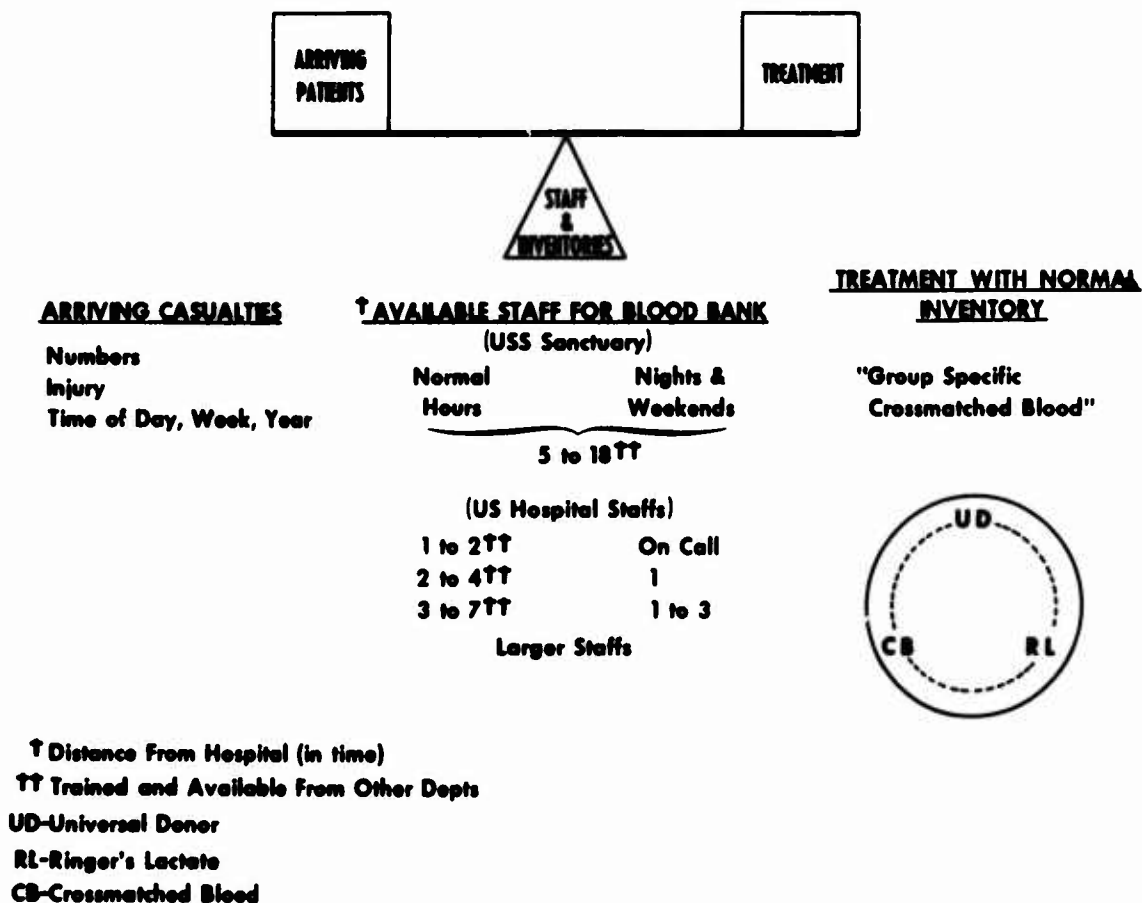 ARRIVING
PATIENTS
TREATMENT
STAFF
&
INVENTORIES
ARRIVING CASUALTIES
Numbers
Injury
Time of Day, Week, Year
†AVAILABLE STAFF FOR BLOOD BANK
(USS Sanctuary)
Normal Nights &
Hours Weekends
5 to 18††
(US Hospital Staffs)
1 to 2†† On Call
2 to 4†† 1
3 to 7†† 1 to 3
Larger Staffs
TREATMENT WITH NORMAL
INVENTORY
"Group Specific
Crossmatched Blood"
UD
CB RL
† Distance From Hospital (in time)
†† Trained and Available From Other Depts
UD-Universal Donor
RL-Ringer's Lactate
CB-Crossmatched Blood